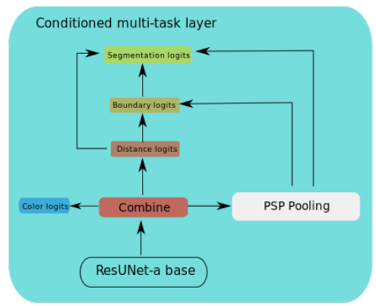 Conditioned multi-task layer
Segmentation logits
Boundary logits
Distance logits
Color logits
Combine
PSP Pooling
ResUNet-a base